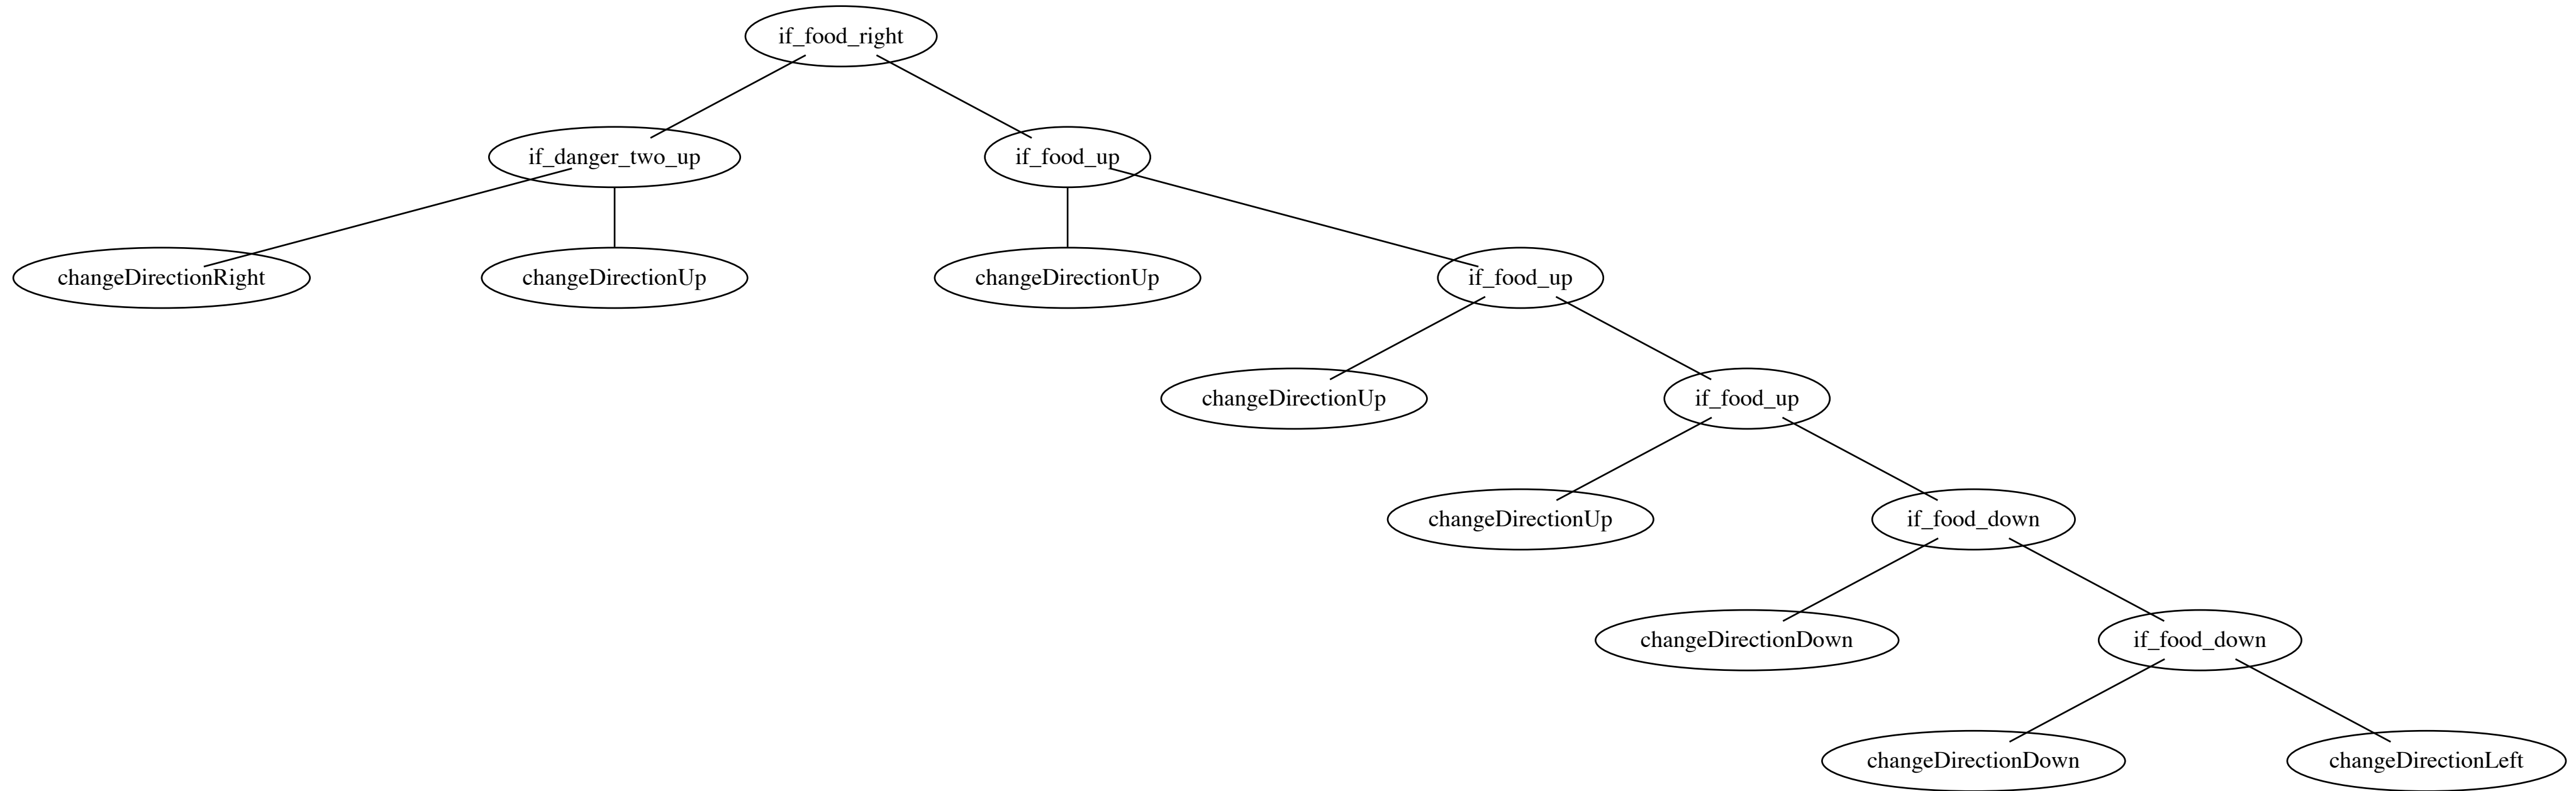 if_food_right
if_danger_two_up
if_food_up
changeDirectionRight
changeDirectionUp
changeDirectionUp
if_food_up
changeDirectionUp
if_food_up
changeDirectionUp
if_food_down
changeDirectionDown
if_food_down
changeDirectionDown
changeDirectionLeft